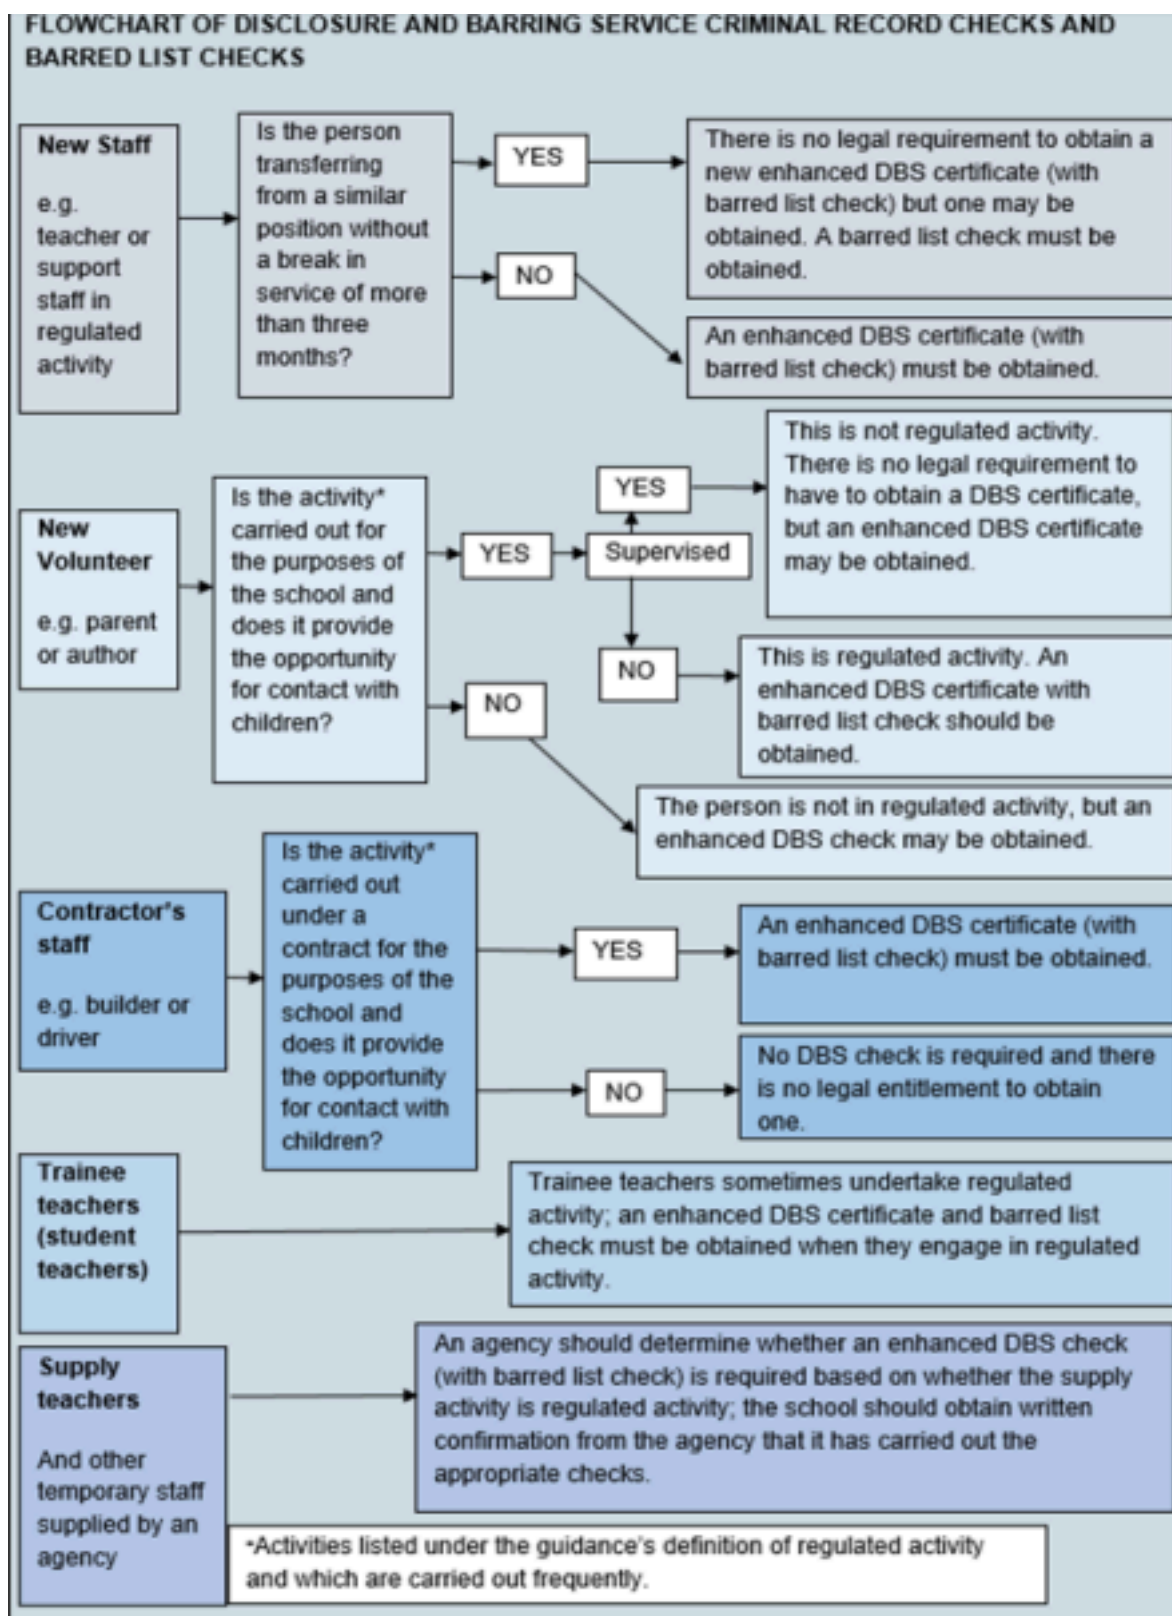 FLOWCHART OF DISCLOSURE AND BARRING SERVICE CRIMINAL RECORD CHECKS AND
BARRED LIST CHECKS
New Staff
e.g.
teacher or
support
staff in
regulated
activity
Is the person
transferring
from a similar
position without
a break in
service of more
than three
months?
YES
There is no legal requirement to obtain a
new enhanced DBS certificate (with
barred list check) but one may be
obtained. A barred list check must be
obtained.
NO
An enhanced DBS certificate (with
barred list check) must be obtained.
New
Volunteer
e.g. parent
or author
Is the activity*
carried out for
the purposes of
the school and
does it provide
the opportunity
for contact with
children?
YES
Supervised
YES
This is not regulated activity.
There is no legal requirement to
have to obtain a DBS certificate,
but an enhanced DBS certificate
may be obtained.
NO
This is regulated activity. An
enhanced DBS certificate with
barred list check should be
obtained.
NO
The person is not in regulated activity, but an
enhanced DBS check may be obtained.
Contractor's
staff
e.g. builder or
driver
Is the activity*
carried out
under a
contract for the
purposes of the
school and
does it provide
the opportunity
for contact with
children?
YES
An enhanced DBS certificate (with
barred list check) must be obtained.
NO
No DBS check is required and there
is no legal entitlement to obtain
one.
Trainee
teachers
(student
teachers)
Trainee teachers sometimes undertake regulated
activity; an enhanced DBS certificate and barred list
check must be obtained when they engage in regulated
activity.
Supply
teachers
And other
temporary staff
supplied by an
agency
An agency should determine whether an enhanced DBS check
(with barred list check) is required based on whether the supply
activity is regulated activity; the school should obtain written
confirmation from the agency that it has carried out the
appropriate checks.
*Activities listed under the guidance's definition of regulated activity
and which are carried out frequently.